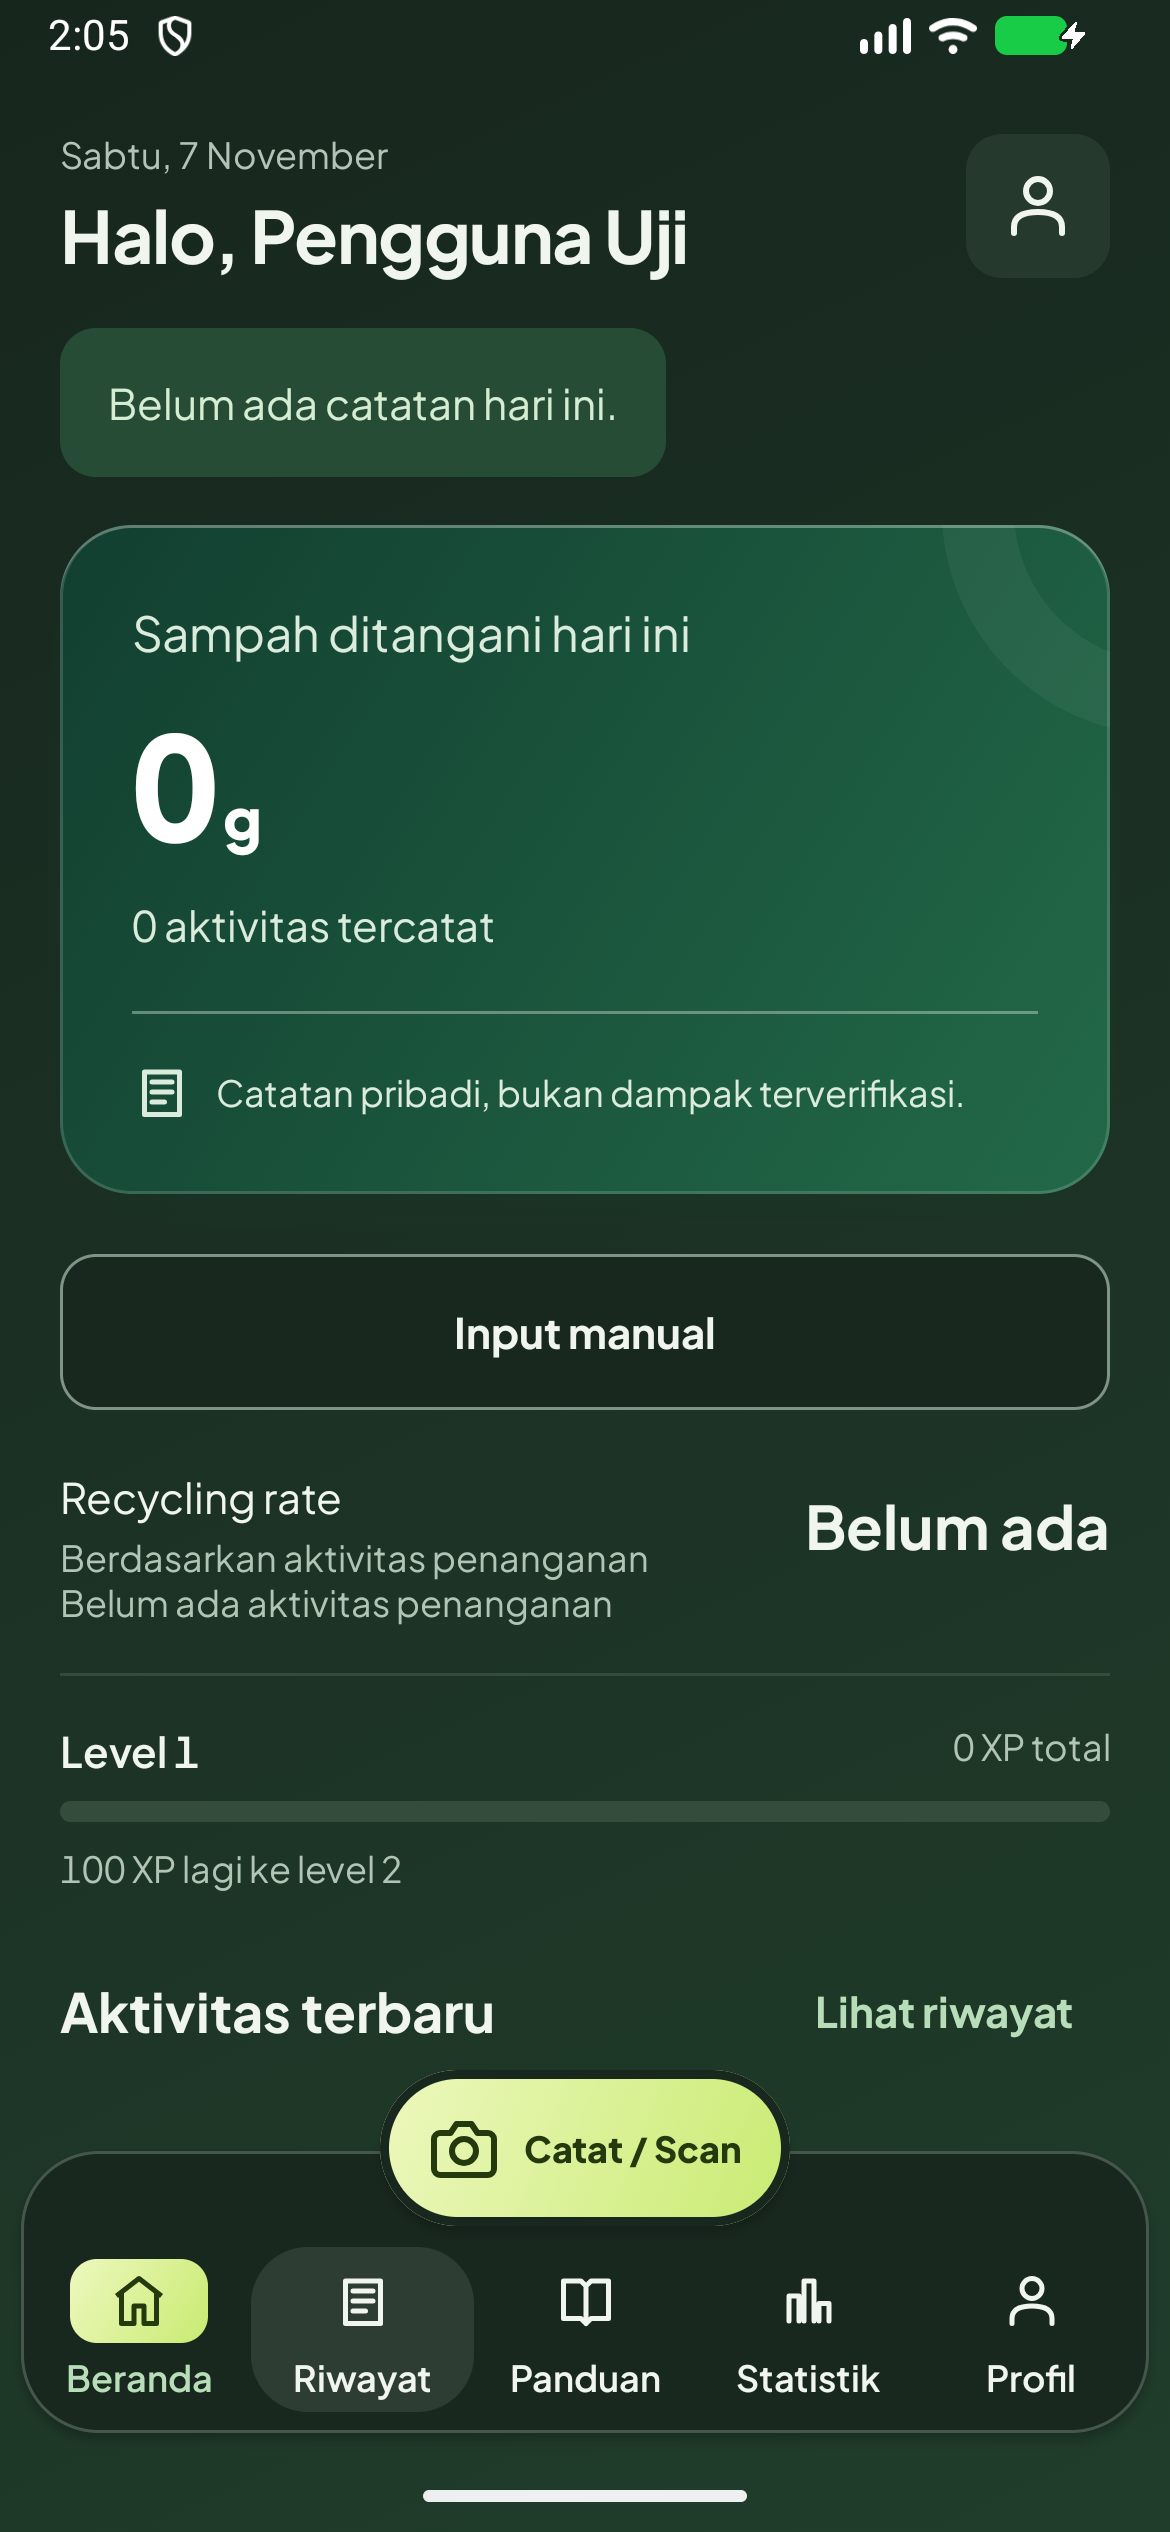 2:05
Sabtu, 7 November
Halo, Pengguna Uji
Belum ada catatan hari ini.
Sampah ditangani hari ini
0 g
0 aktivitas tercatat
Catatan pribadi, bukan dampak terverifikasi.
Input manual
Recycling rate
Belum ada
Berdasarkan aktivitas penanganan
Belum ada aktivitas penanganan
Level 1
0 XP total
100 XP lagi ke level 2
Aktivitas terbaru
Lihat riwayat
Catat / Scan
Beranda
Riwayat
Panduan
Statistik
Profil